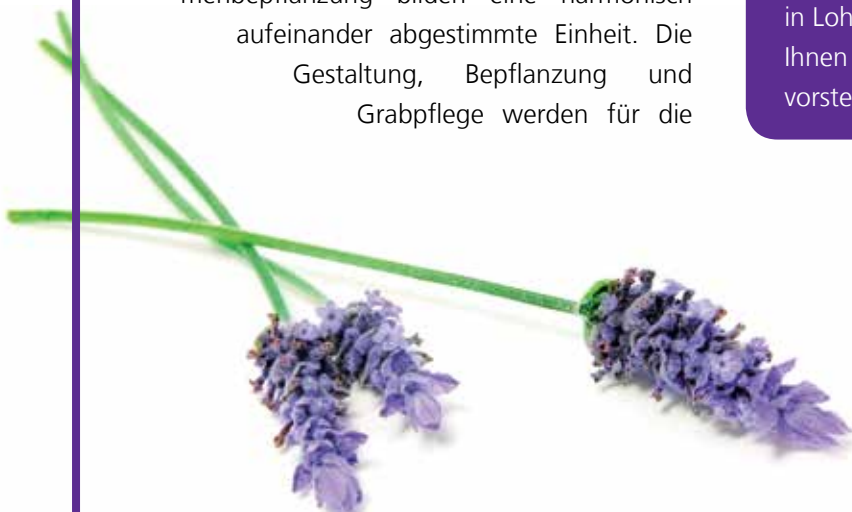 aufeinander abgestimmte Einheit. Die
Gestaltung, Bepflanzung und
Grabpflege werden für die
in Loh
Ihnen
vorste